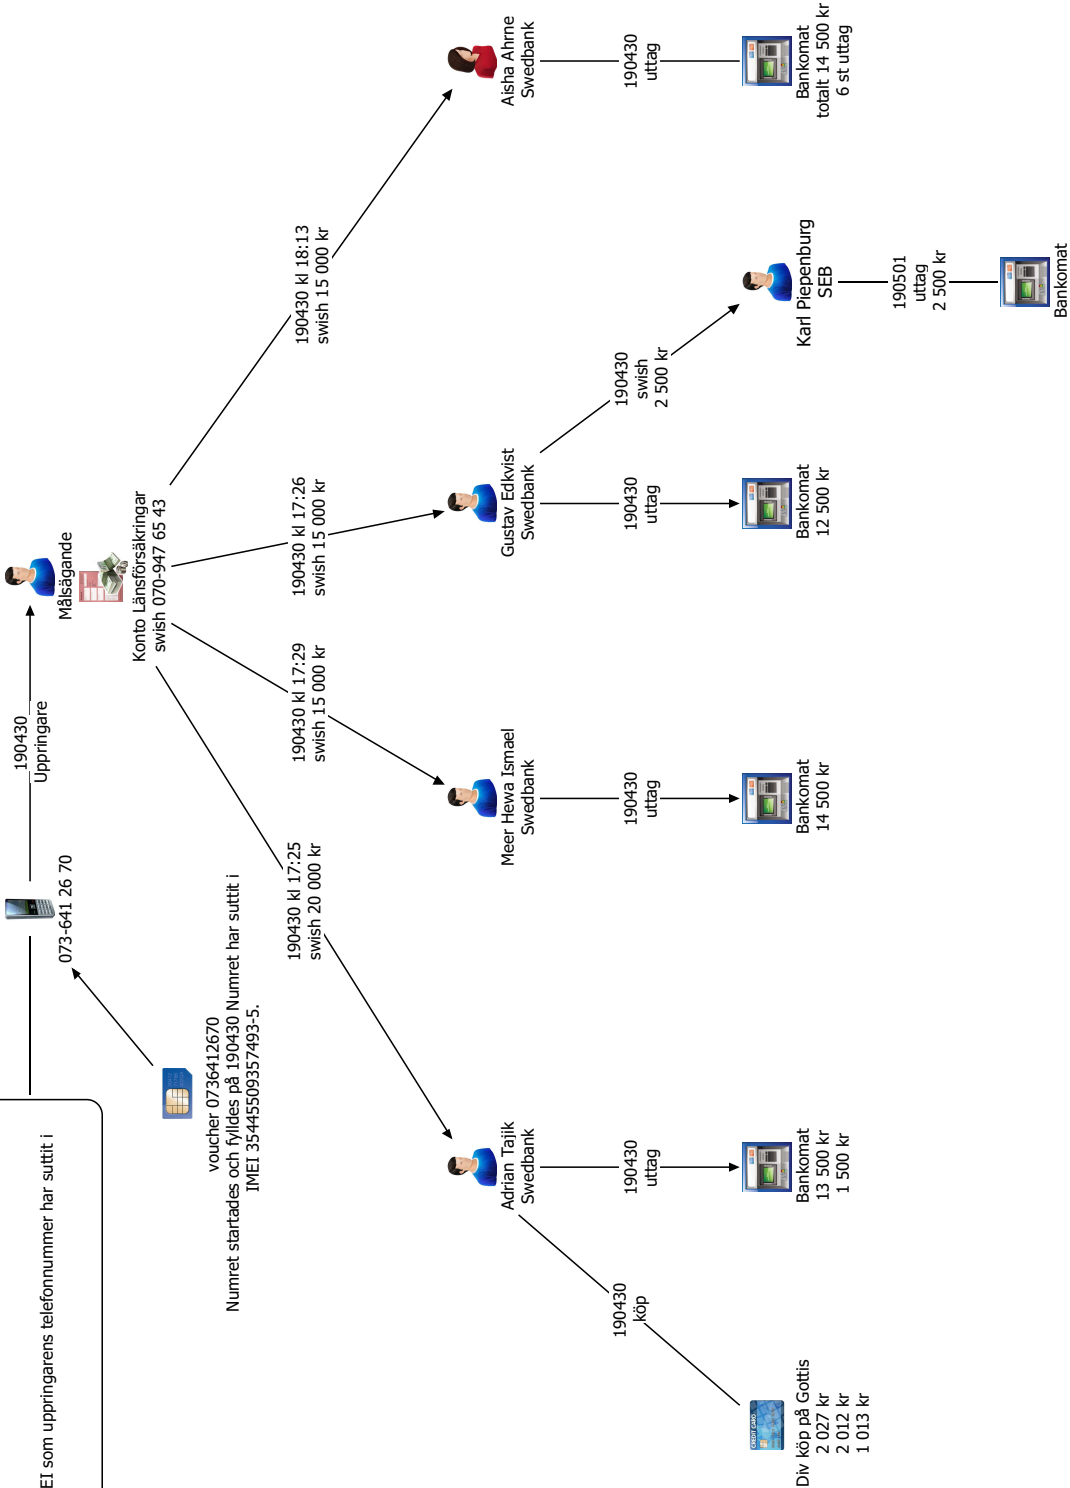 EI som uppringarens telefonnummer har suttit i
190430
Uppringare
073-641 26 70
Målsägande
Konto Länsförsäkringar
swish 070-947 65 43
voucher 0736412670
Numret startades och fylldes på 190430 Numret har suttit i
IMEI 35445509357493-5.
190430 kl 17:25
swish 20 000 kr
190430 kl 17:29
swish 15 000 kr
190430 kl 17:26
swish 15 000 kr
190430 kl 18:13
swish 15 000 kr
Adrian Tajik
Swedbank
Meer Hewa Ismael
Swedbank
Gustav Edkvist
Swedbank
Aisha Ahrne
Swedbank
190430
köp
190430
uttag
190430
uttag
190430
uttag
190430
swish
2 500 kr
190430
uttag
CREDIT CARD
Div köp på Gottis
2 027 kr
2 012 kr
1 013 kr
Bankomat
13 500 kr
1 500 kr
Bankomat
14 500 kr
Bankomat
12 500 kr
Karl Piepenburg
SEB
Bankomat
totalt 14 500 kr
6 st uttag
190501
uttag
2 500 kr
Bankomat